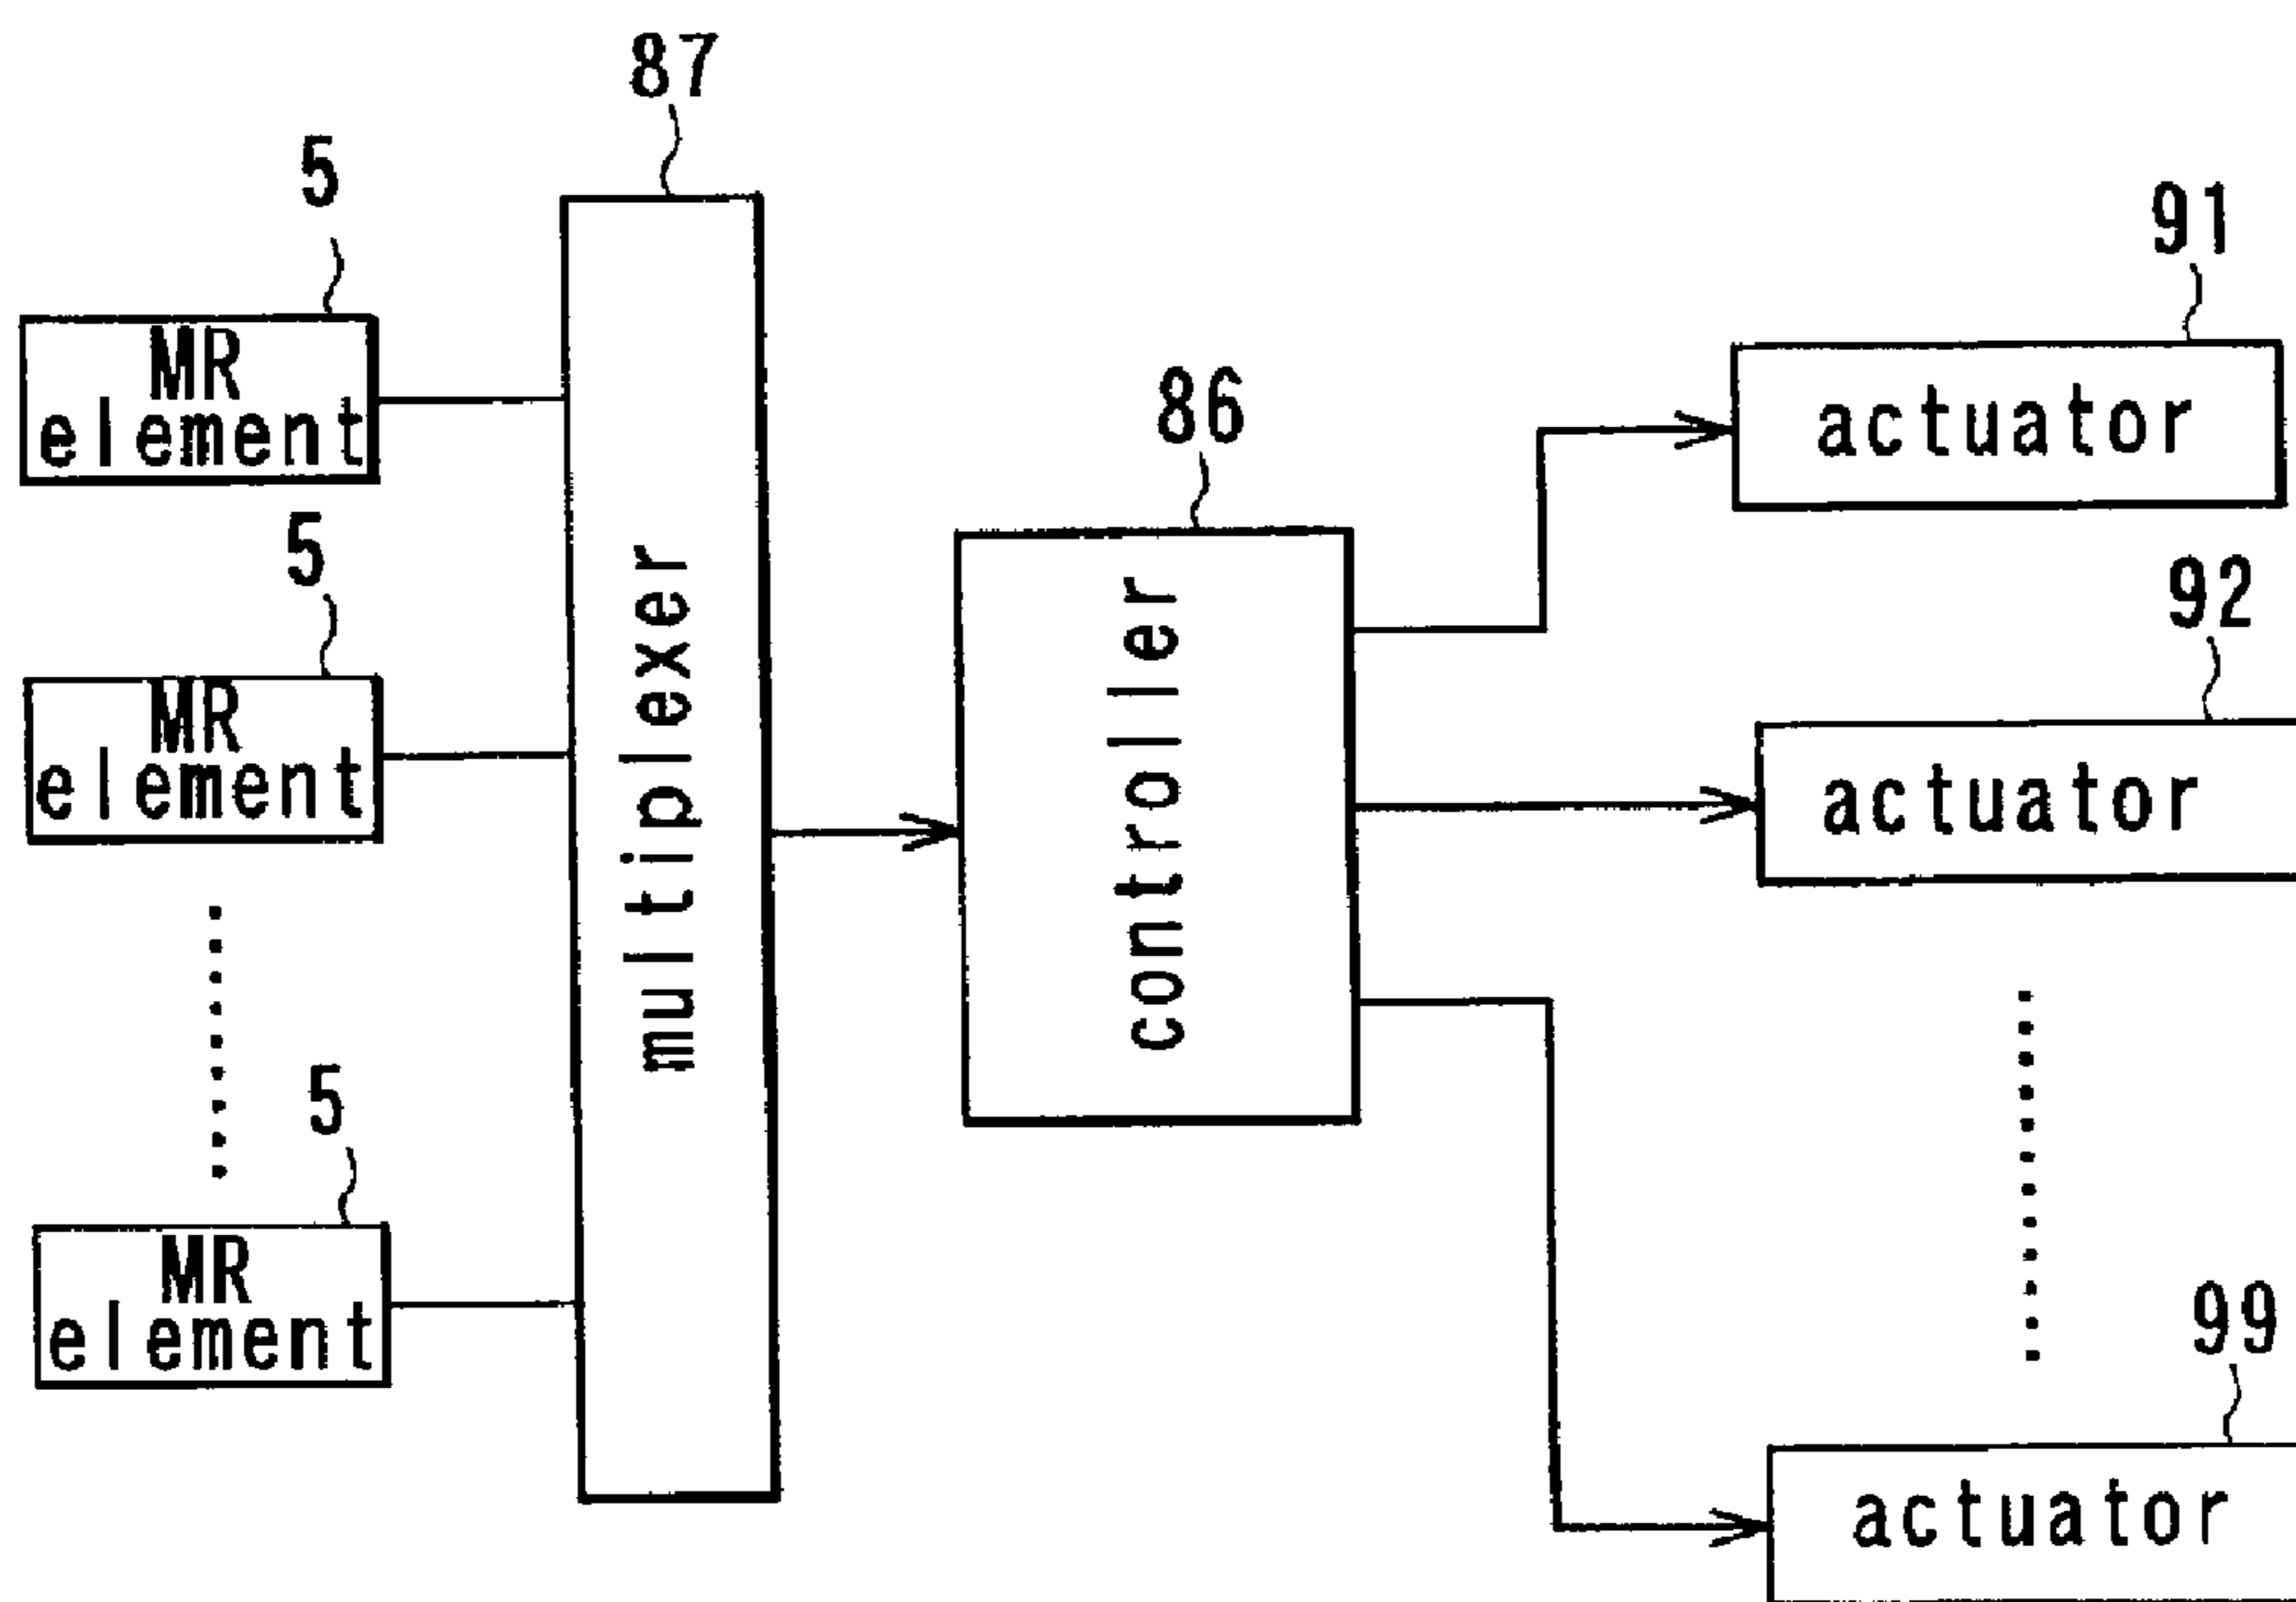 87
5
MR
element
5
MR
element
5
MR
element
multiplexer
86
controller
91
actuator
92
actuator
99
actuator